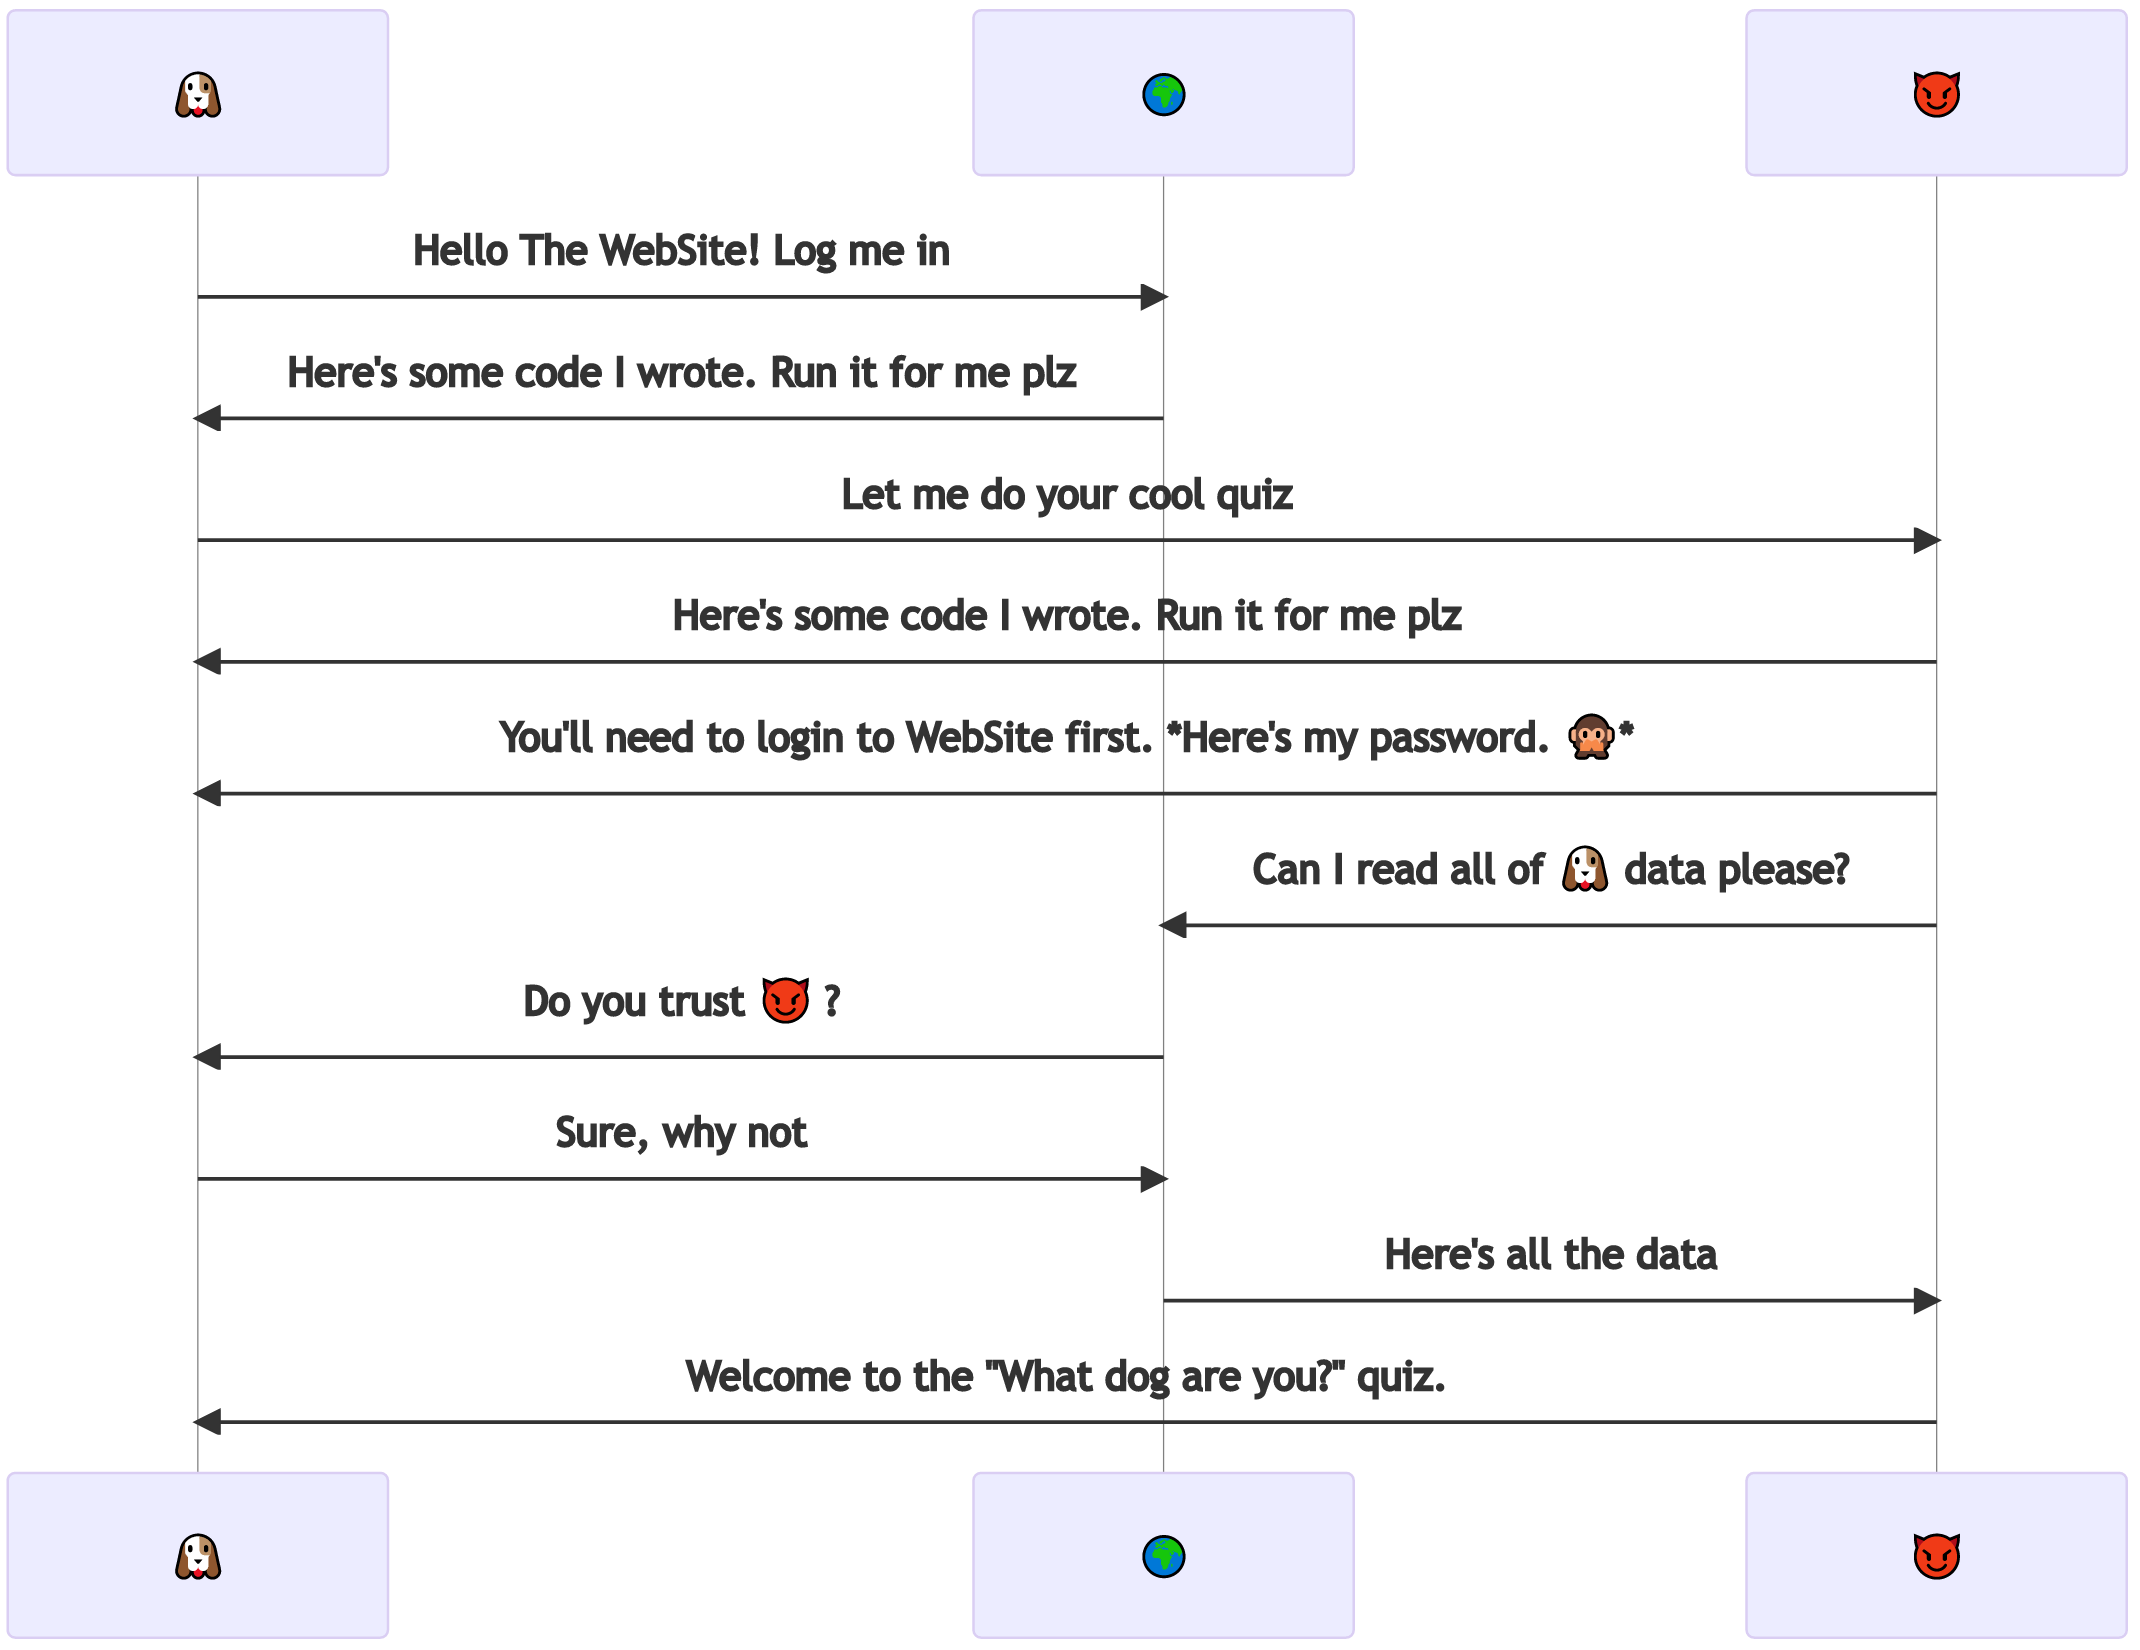 🐶
🌍
😈
Hello The WebSite! Log me in
Here's some code I wrote. Run it for me plz
Let me do your cool quiz
Here's some code I wrote. Run it for me plz
You'll need to login to WebSite first. *Here's my password. 🙊*
Can I read all of 🐶 data please?
Do you trust 😈 ?
Sure, why not
Here's all the data
Welcome to the "What dog are you?" quiz.
🐶
🌍
😈